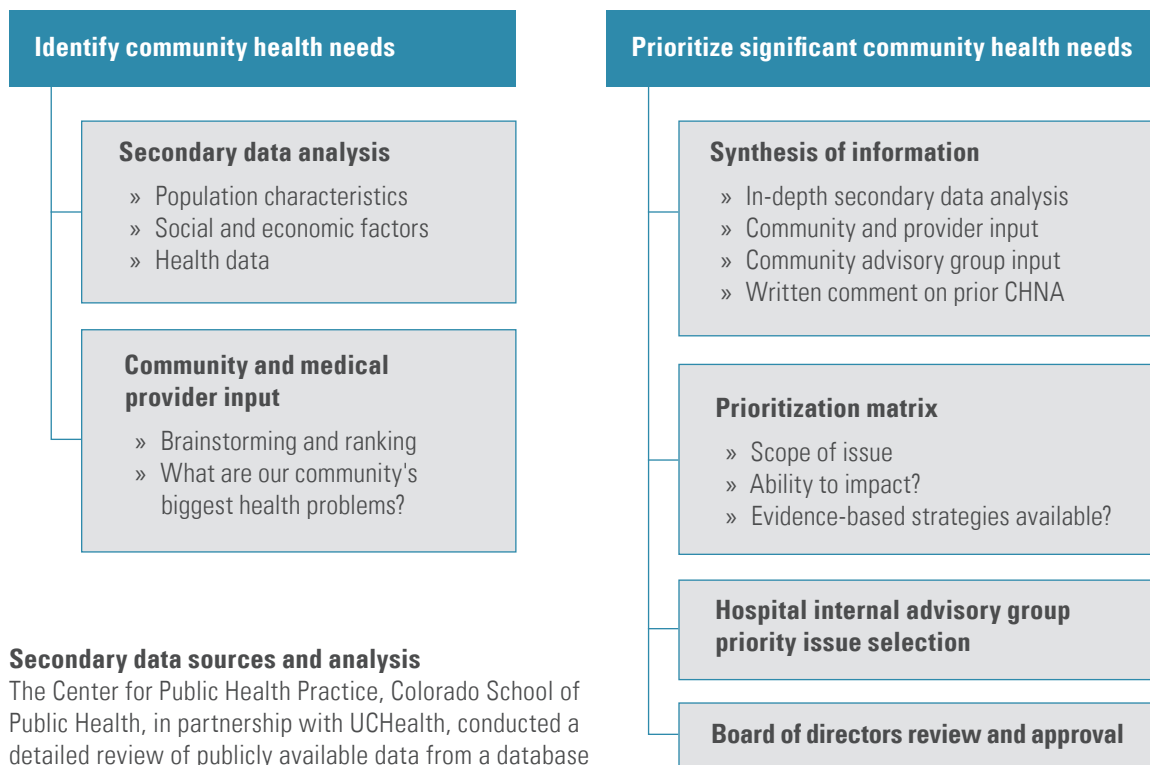 Identify community health needs
Secondary data analysis
» Population characteristics
» Social and economic factors
» Health data
Community and medical
provider input
» Brainstorming and ranking
» What are our community's
biggest health problems?
Secondary data sources and analysis
The Center for Public Health Practice, Colorado School of
Public Health, in partnership with UCHealth, conducted a
detailed review of publicly available data from a database
Prioritize significant community health needs
Synthesis of information
» In-depth secondary data analysis
» Community and provider input
» Community advisory group input
» Written comment on prior CHNA
Prioritization matrix
» Scope of issue
» Ability to impact?
» Evidence-based strategies available?
Hospital internal advisory group
priority issue selection
Board of directors review and approval